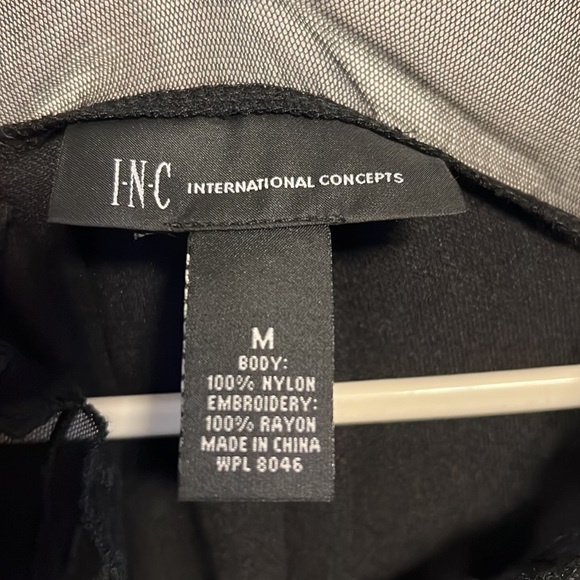 I·N·C INTERNATIONAL CONCEPTS
M
BODY:
100% NYLON
EMBROIDERY:
100% RAYON
MADE IN CHINA
WPL 8046